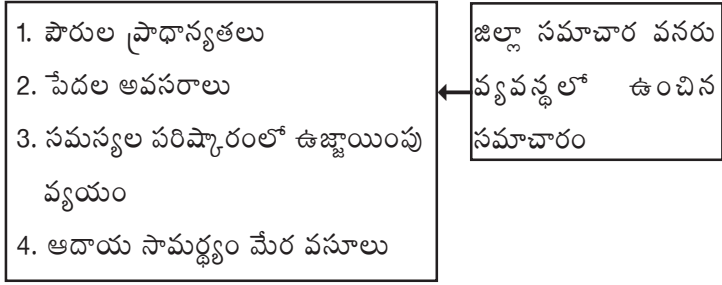 1. పౌరుల ప్రాధాన్యతలు
2. పేదల అవసరాలు
3. సమస్యల పరిష్కారంలో ఉజ్జాయింపు
వ్యయం
4. ఆదాయ సామర్థ్యం మేర వసూలు
జిల్లా సమాచార వనరు
వ్యవస్థలో ఉంచిన
సమాచారం